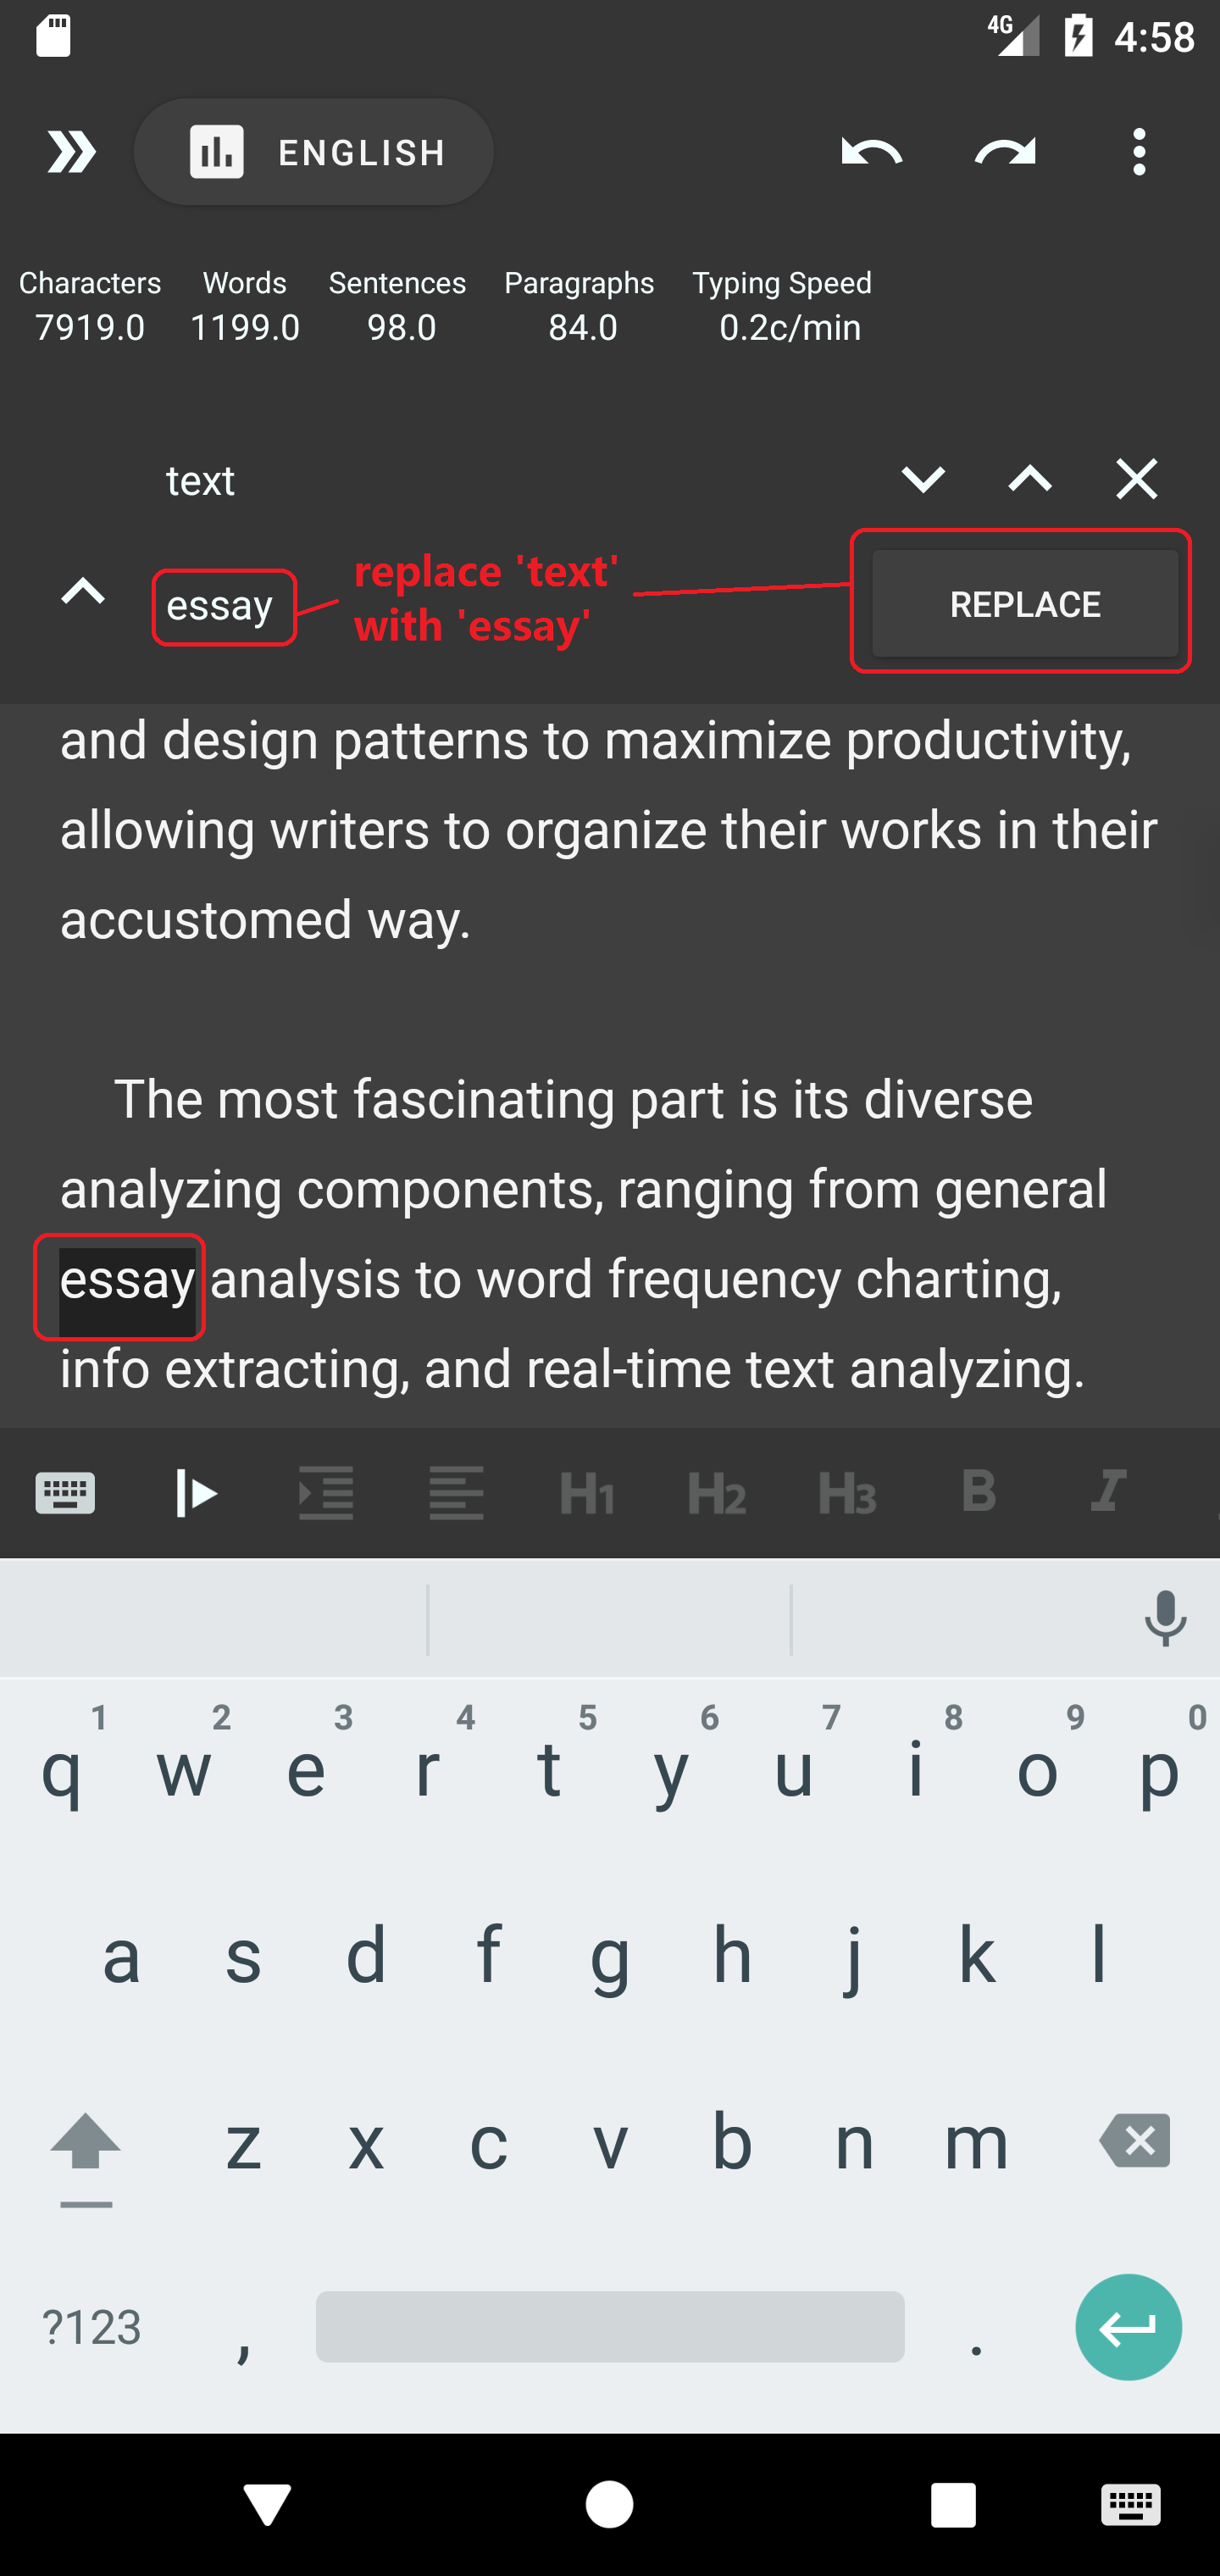 4G 4:58
ENGLISH
Characters Words Sentences Paragraphs Typing Speed
7919.0 1199.0 98.0 84.0 0.2c/min
text
replace 'text'
with 'essay'
essay
REPLACE
and design patterns to maximize productivity,
allowing writers to organize their works in their
accustomed way.
The most fascinating part is its diverse
analyzing components, ranging from general
essay analysis to word frequency charting,
info extracting, and real-time text analyzing.
H1 H2 H3 B I
1 2 3 4 5 6 7 8 9 0
q w e r t y u i o p
a s d f g h j k l
z x c v b n m
?123 , .